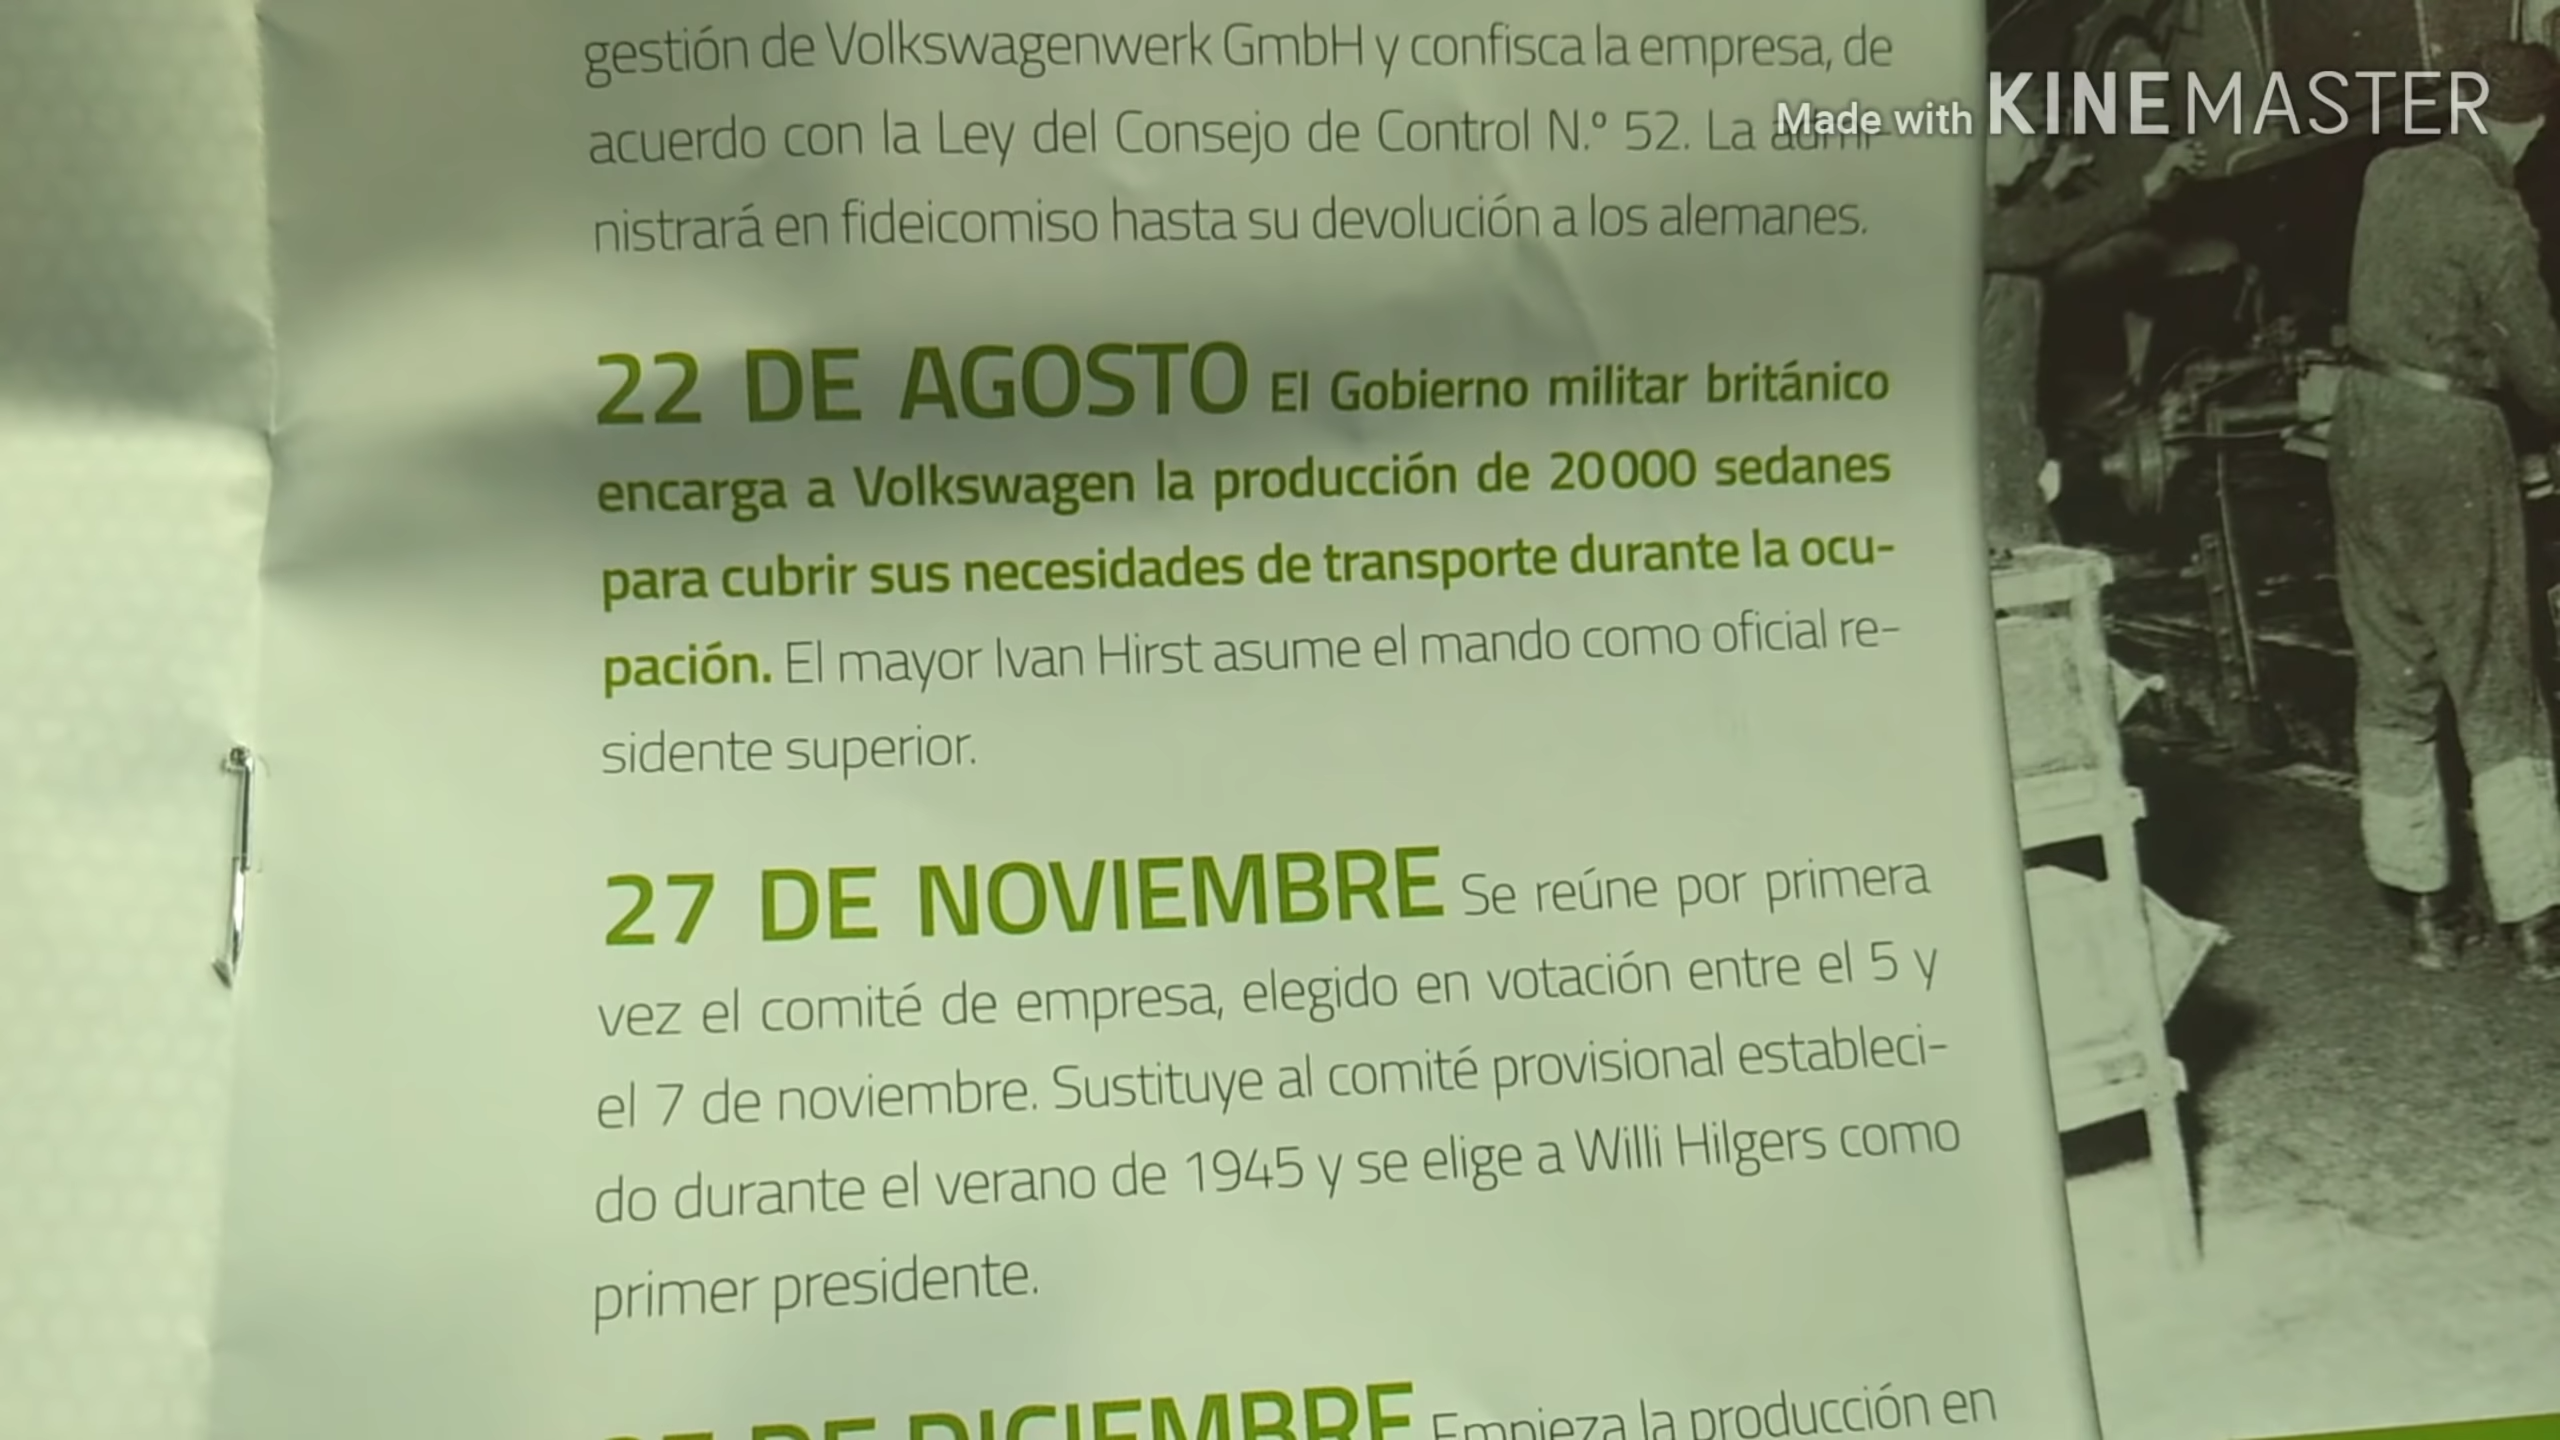 gestión de Volkswagenwerk GmbH y confisca la empresa, de
Made with KINEMASTER
acuerdo con la Ley del Consejo de Control N.º 52. La admi-
nistrará en fideicomiso hasta su devolución a los alemanes.
22 DE AGOSTO El Gobierno militar británico
encarga a Volkswagen la producción de 20 000 sedanes
para cubrir sus necesidades de transporte durante la ocu-
pación. El mayor Ivan Hirst asume el mando como oficial re-
sidente superior.
27 DE NOVIEMBRE Se reúne por primera
vez el comité de empresa, elegido en votación entre el 5 y
el 7 de noviembre. Sustituye al comité provisional estableci-
do durante el verano de 1945 y se elige a Willi Hilgers como
primer presidente.
DE DICIEMBRE Empieza la producción en